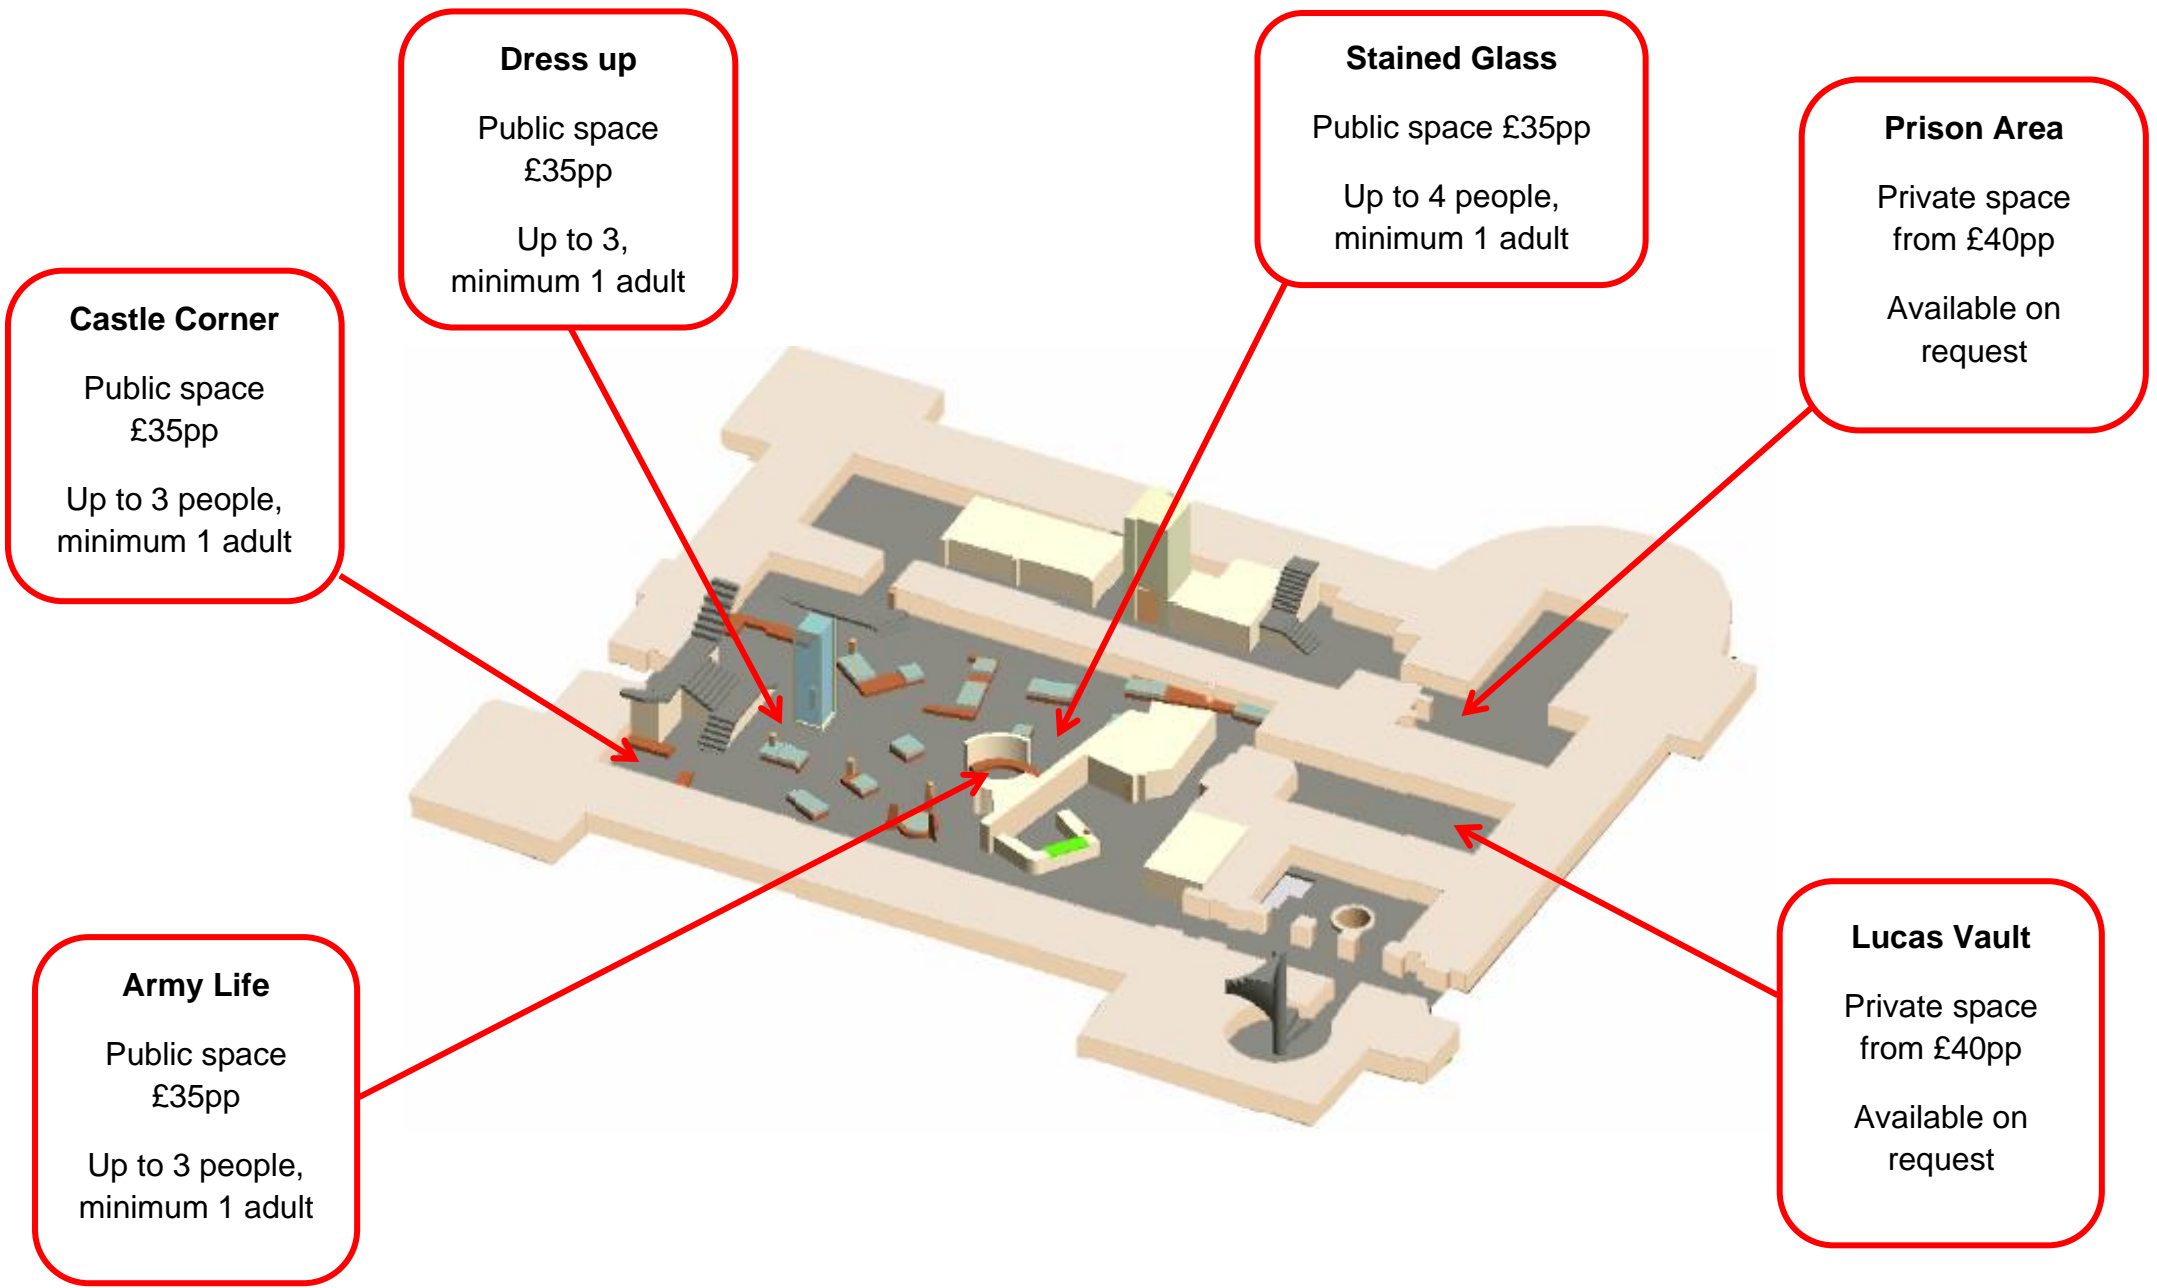 Dress up
Public space
£35pp
Up to 3,
minimum 1 adult
Stained Glass
Public space £35pp
Up to 4 people,
minimum 1 adult
Prison Area
Private space
from £40pp
Available on
request
Castle Corner
Public space
£35pp
Up to 3 people,
minimum 1 adult
Army Life
Public space
£35pp
Up to 3 people,
minimum 1 adult
Lucas Vault
Private space
from £40pp
Available on
request